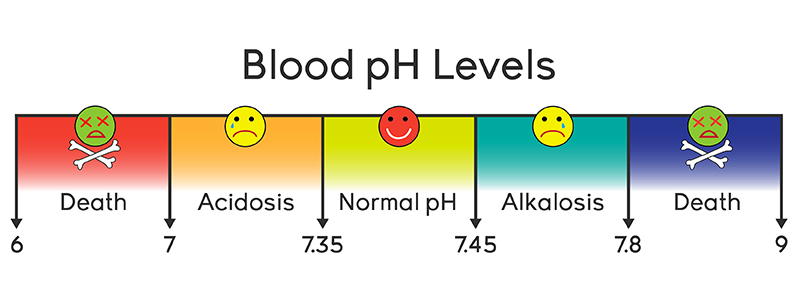 Blood pH Levels
Death Acidosis Normal pH Alkalosis Death
6 7 7.35 7.45 7.8 9